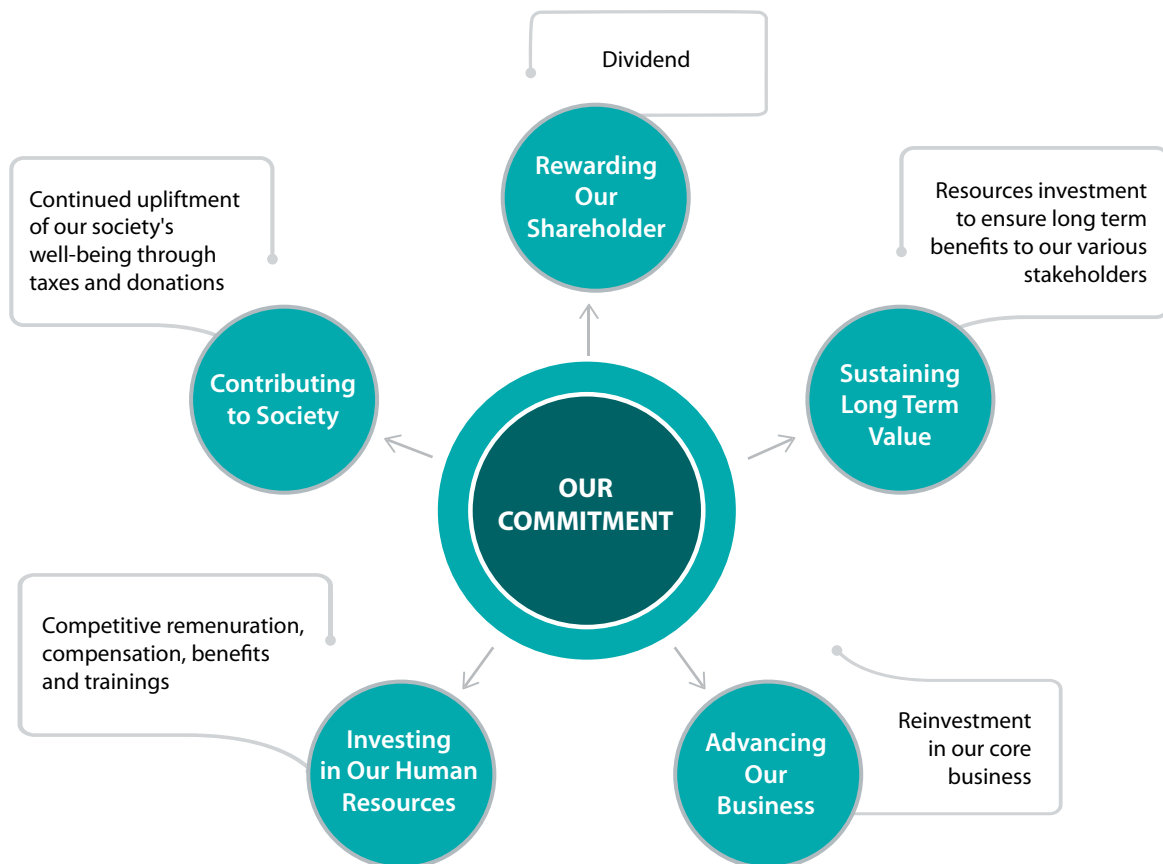 Dividend
Rewarding
Our
Shareholder
Continued upliftment
of our society's
well-being through
taxes and donations
Resources investment
to ensure long term
benefits to our various
stakeholders
Contributing
to Society
Sustaining
Long Term
Value
OUR
COMMITMENT
Competitive remenuration,
compensation, benefits
and trainings
Investing
in Our Human
Resources
Advancing
Our
Business
Reinvestment
in our core
business